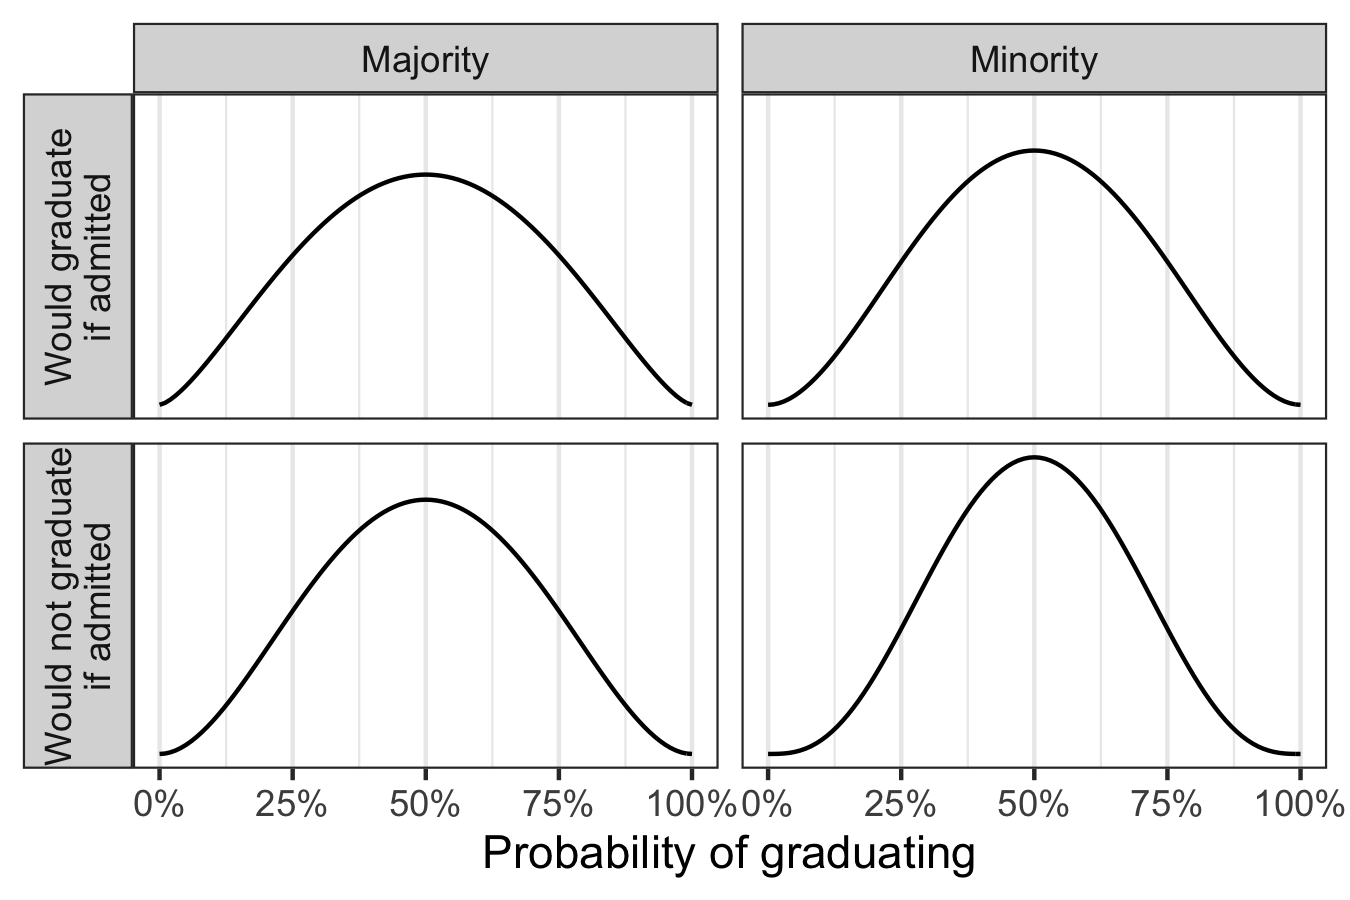 Majority
Minority
Would graduate
if admitted
Would not graduate
if admitted
0% 25% 50% 75% 100% 0% 25% 50% 75% 100%
Probability of graduating